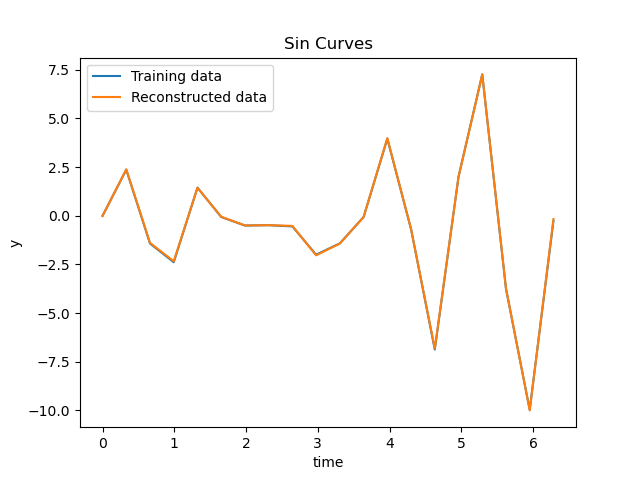 Sin Curves
Training data
Reconstructed data
7.5
5.0
2.5
0.0
−2.5
−5.0
−7.5
−10.0
y
0 1 2 3 4 5 6
time